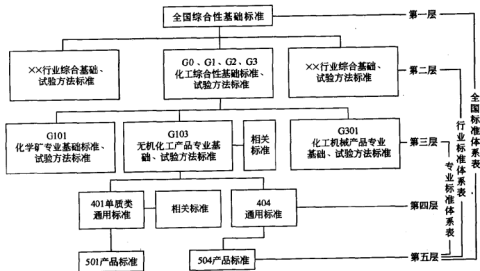 全国综合性基础标准
第一层
××行业综合基础、
试验方法标准
G0、G1、G2、G3
化工综合性基础标准、
试验方法标准
××行业综合基础、
试验方法标准
第二层
G101
化学矿专业基础标准、
试验方法标准
G103
无机化工产品专业基
础、试验方法标准
相关
标准
G301
化工机械产品专业
基础、试验方法标准
第三层
401单质类
通用标准
相关标准
404
通用标准
第四层
501产品标准
504产品标准
第五层
专业标准体系表
行业标准体系表
全国标准体系表